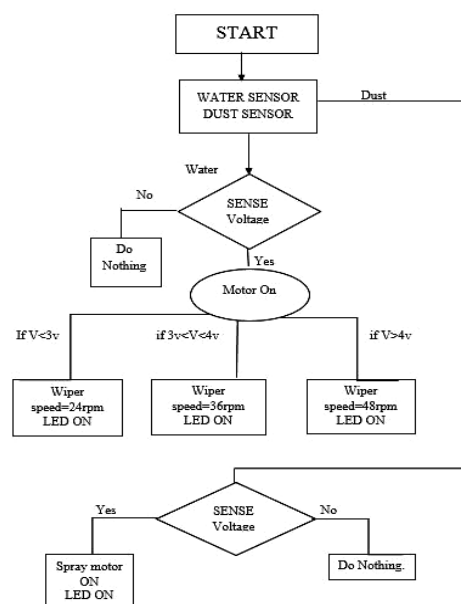 START
WATER SENSOR
DUST SENSOR
Dust
Water
No
SENSE
Voltage
Do
Nothing
Yes
Motor On
If V<3v
if 3v<V<4v
if V>4v
Wiper
speed=24rpm
LED ON
Wiper
speed=36rpm
LED ON
Wiper
speed=48rpm
LED ON
Yes
SENSE
Voltage
No
Spray motor
ON
LED ON
Do Nothing.